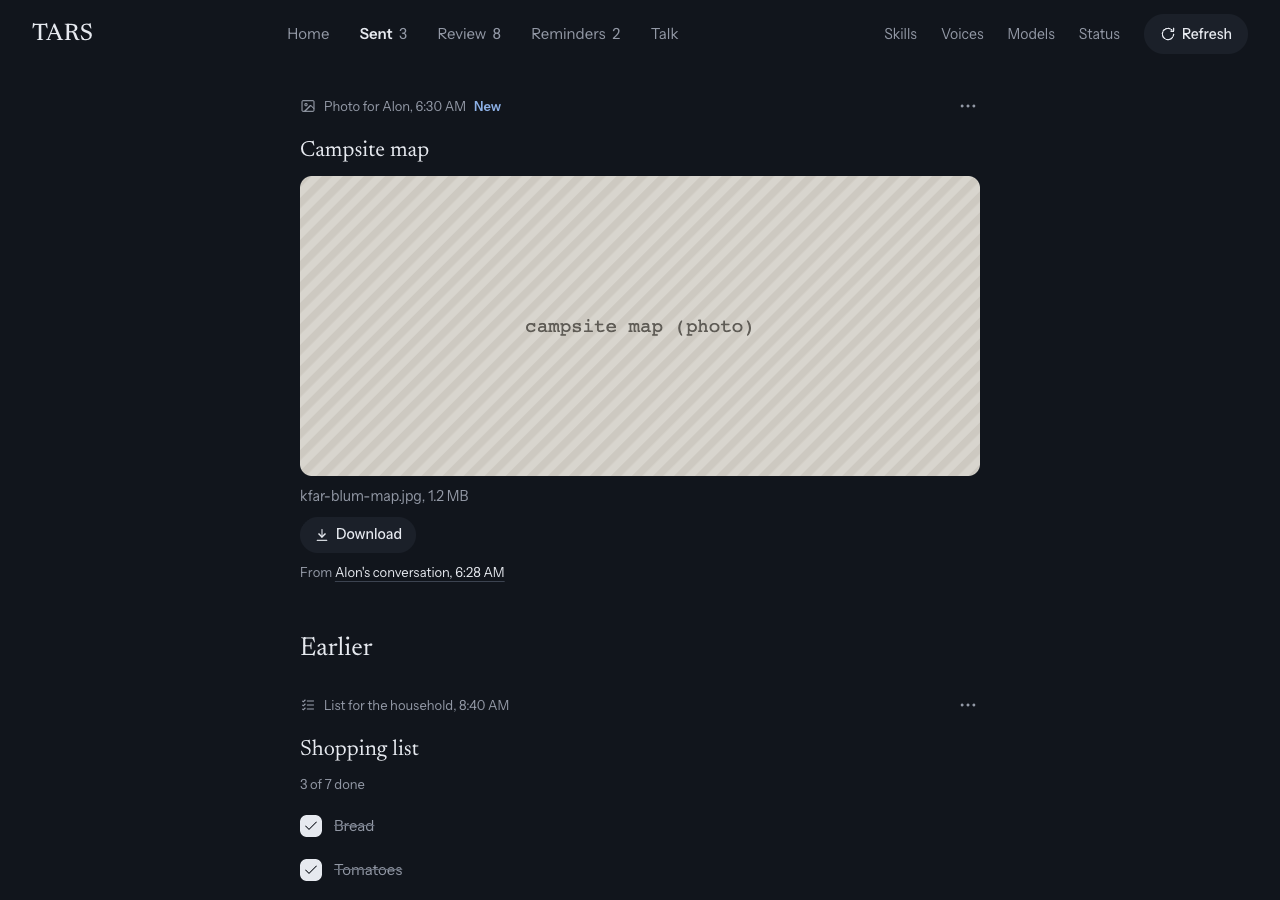 TARS
Home Sent 3 Review 8 Reminders 2 Talk
Skills Voices Models Status Refresh
Photo for Alon, 6:30 AM New
Campsite map
campsite map (photo)
kfar-blum-map.jpg, 1.2 MB
Download
From Alon's conversation, 6:28 AM
Earlier
List for the household, 8:40 AM
Shopping list
3 of 7 done
Bread
Tomatoes